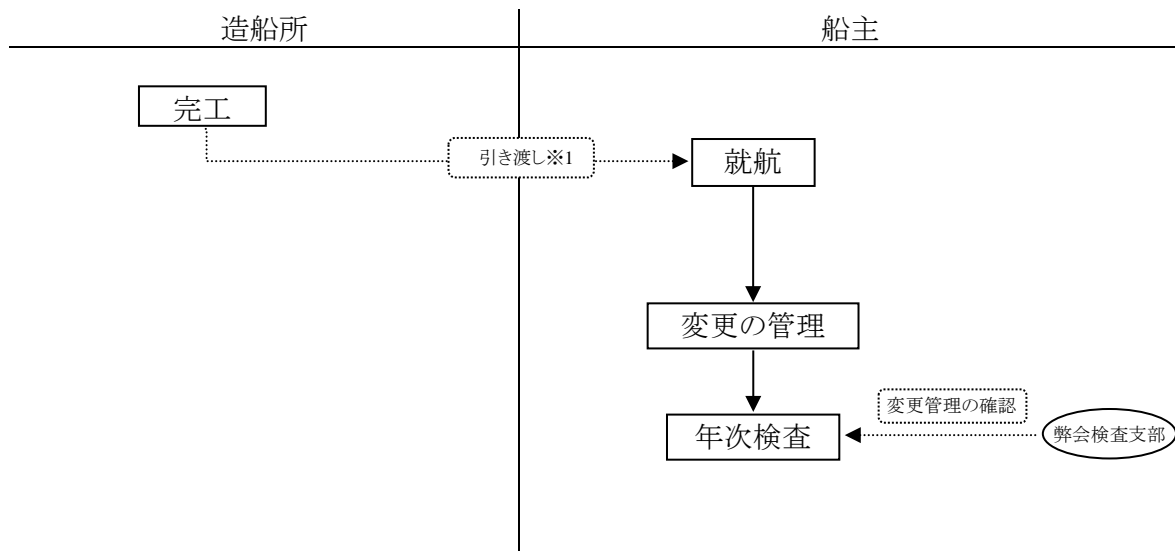 造船所
船主
完工
引き渡し※1
就航
変更の管理
変更管理の確認
年次検査
弊会検査支部